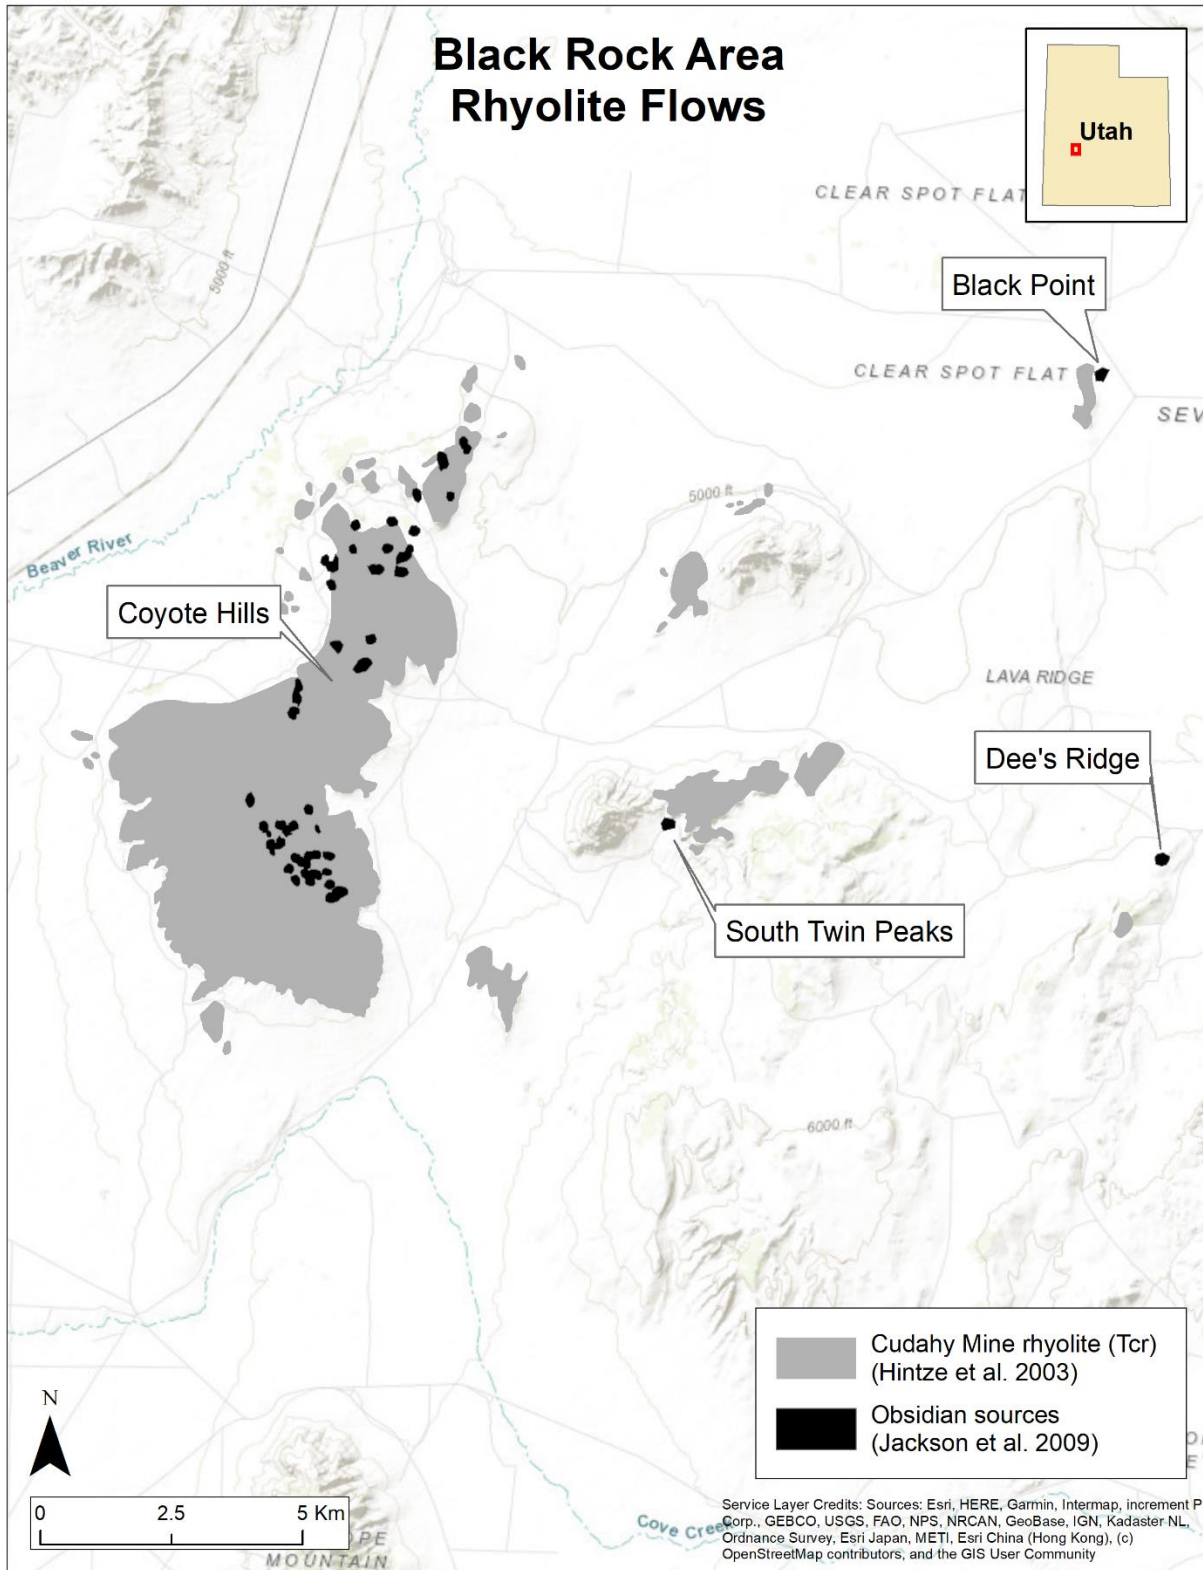 Black Rock Area
Rhyolite Flows
Utah
CLEAR SPOT FLAT
5000 ft
Black Point
CLEAR SPOT FLAT
SEV
5000 ft
Beaver River
Coyote Hills
LAVA RIDGE
Dee's Ridge
South Twin Peaks
6000 ft
Cudahy Mine rhyolite (Tcr)
(Hintze et al. 2003)
Obsidian sources
(Jackson et al. 2009)
N
0 2.5 5 Km
OPE
MOUNTAIN
Cove Creek
Service Layer Credits: Sources: Esri, HERE, Garmin, Intermap, increment P
Corp., GEBCO, USGS, FAO, NPS, NRCAN, GeoBase, IGN, Kadaster NL,
Ordnance Survey, Esri Japan, METI, Esri China (Hong Kong), (c)
OpenStreetMap contributors, and the GIS User Community